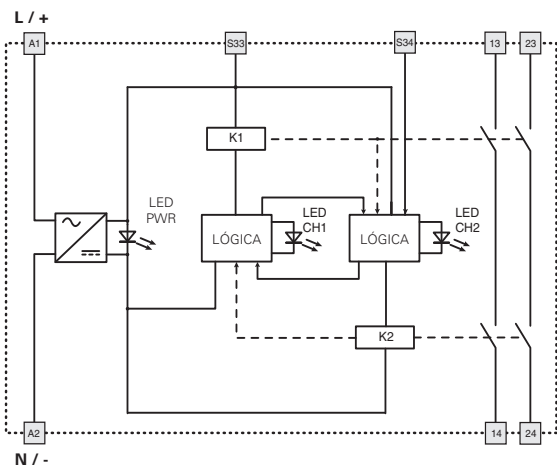 L / +
A1
S33
S34
13
23
K1
LED
PWR
LED
CH1
LED
CH2
LÓGICA
LÓGICA
K2
A2
14
24
N / -